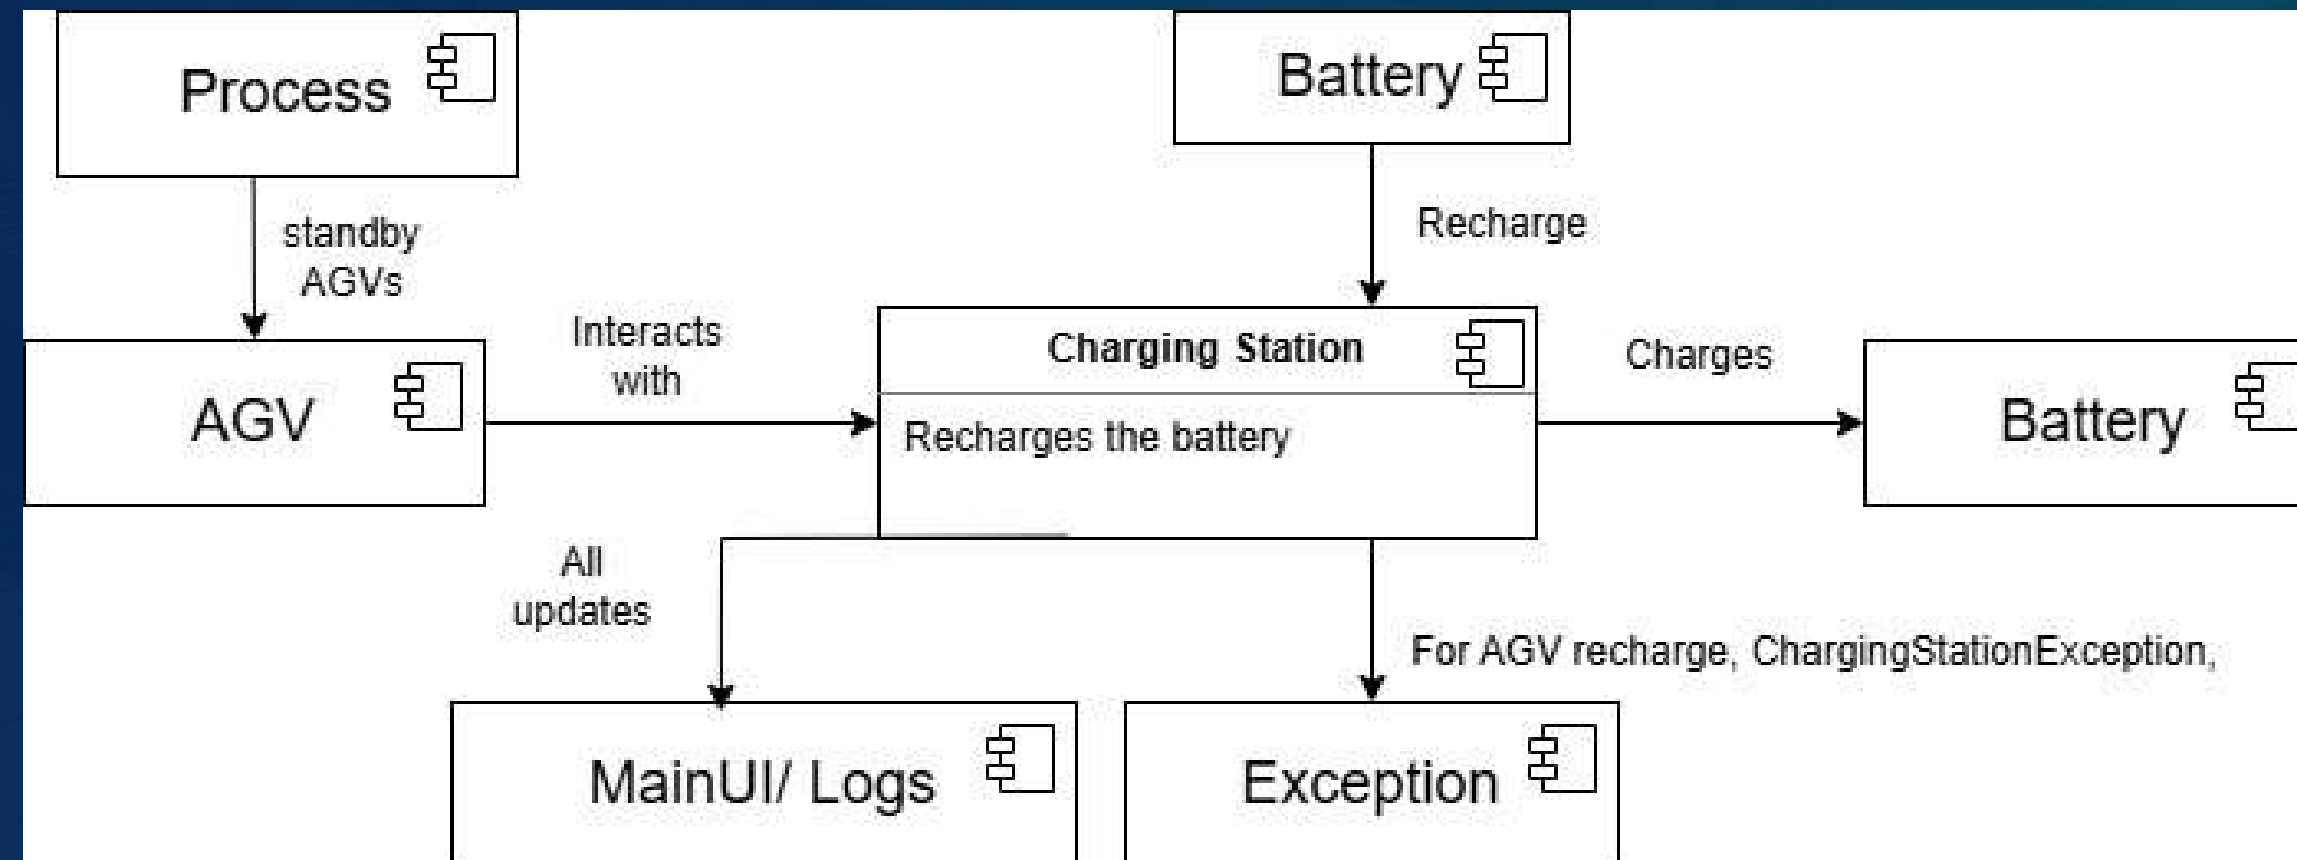 Process
Battery
standby
AGVs
Recharge
Interacts
with
Charging Station
Charges
AGV
Recharges the battery
Battery
All
updates
For AGV recharge, ChargingStationException,
MainUI/ Logs
Exception